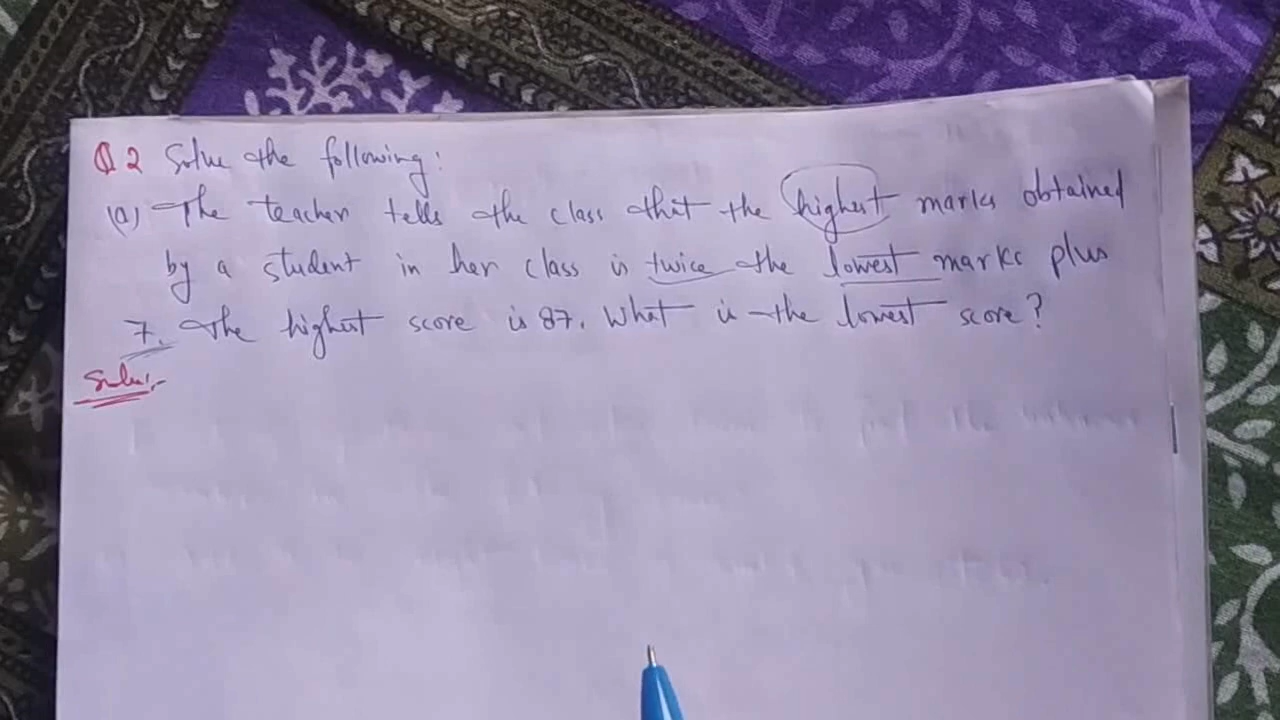 Q 2 Solve the following:
(a) The teacher tells the class that the highest marks obtained
by a student in her class is twice the lowest marks plus
7. The highest score is 87. What is the lowest score?
Soln:-